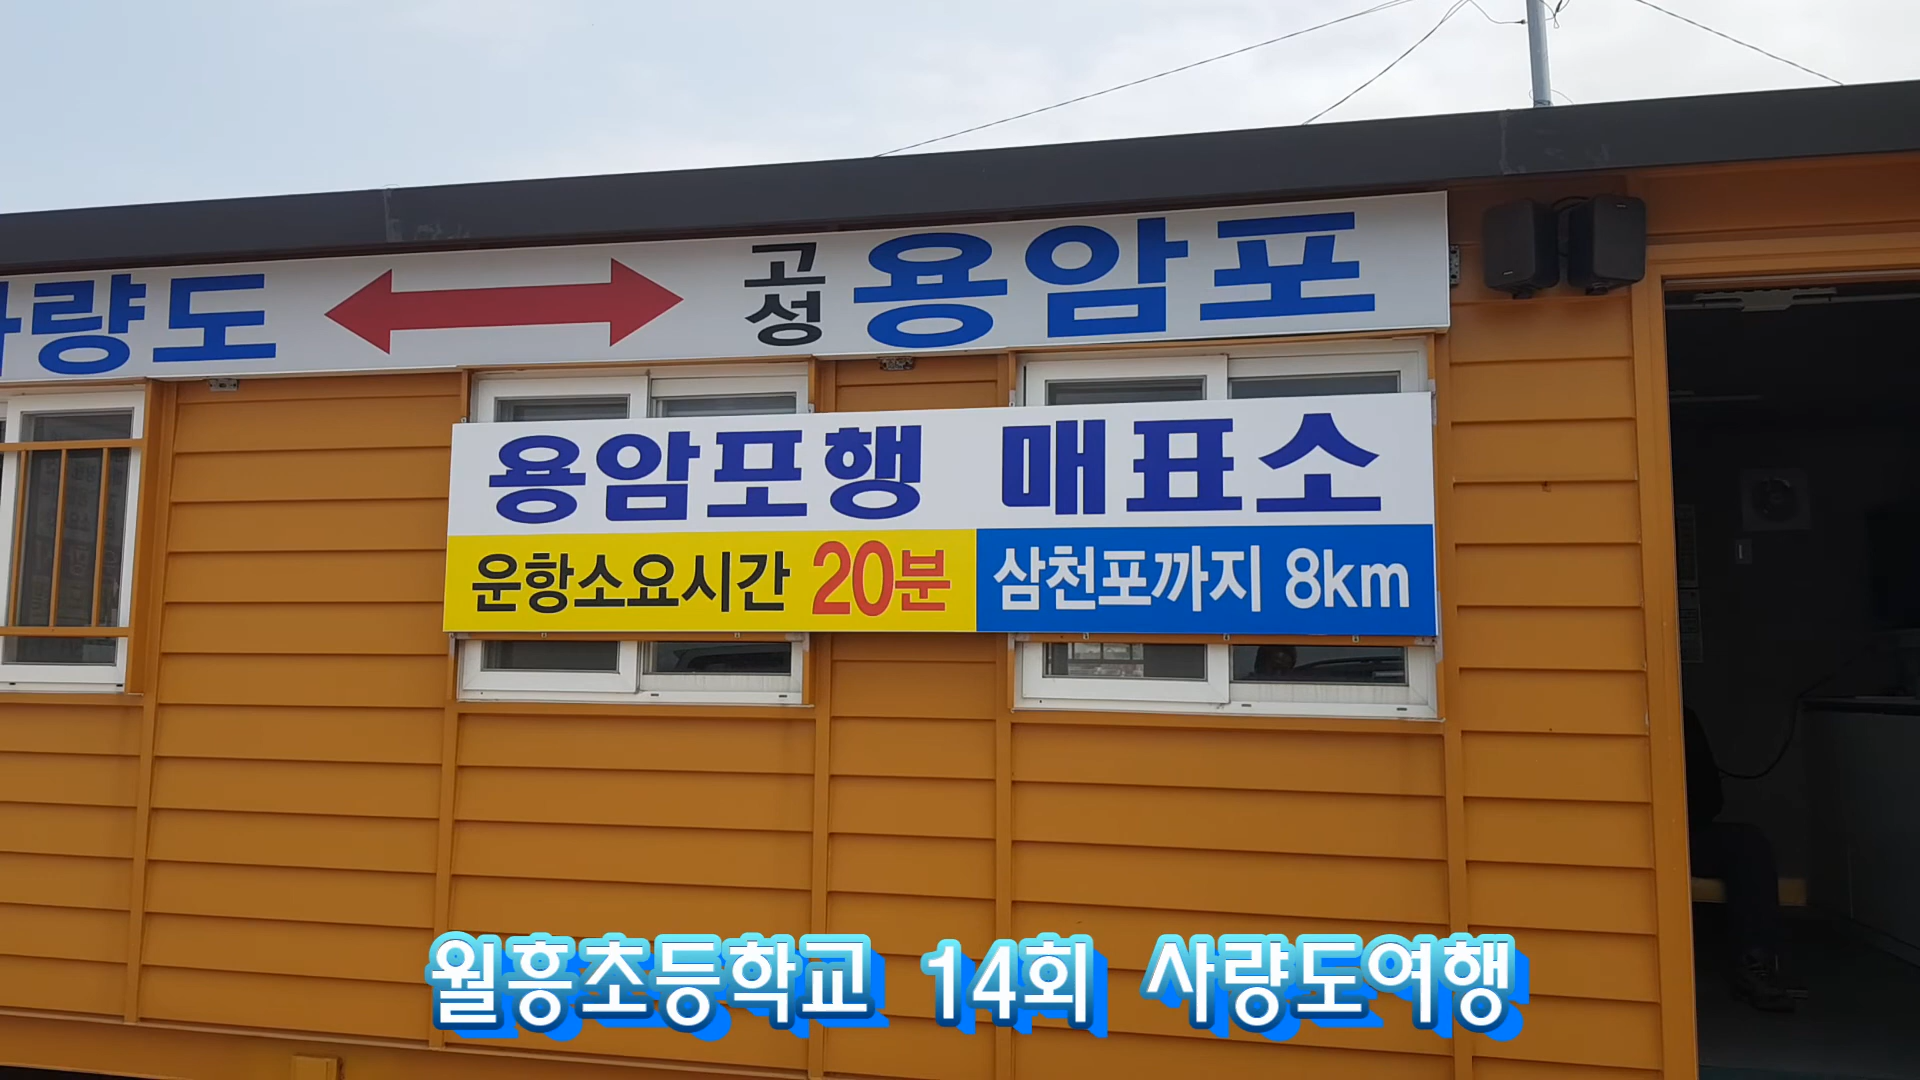 사량도 고성 용암포
용암포행 매표소
운항소요시간 20분 삼천포까지 8km
월흥초등학교 14회 사량도여행